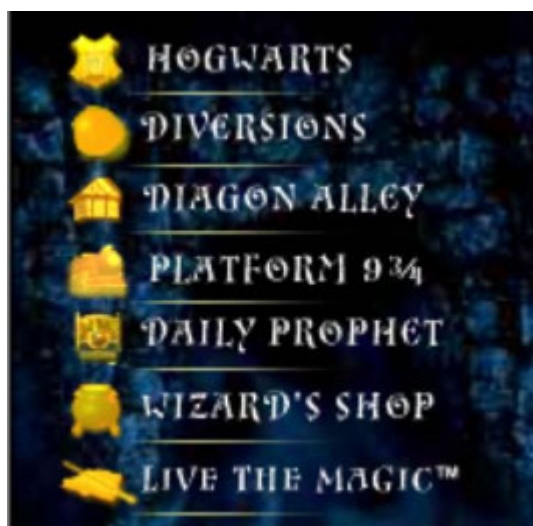 HOGWARTS
DIVERSIONS
DIAGON ALLEY
PLATFORM 9¾
DAILY PROPHET
WIZARD'S SHOP
LIVE THE MAGIC™